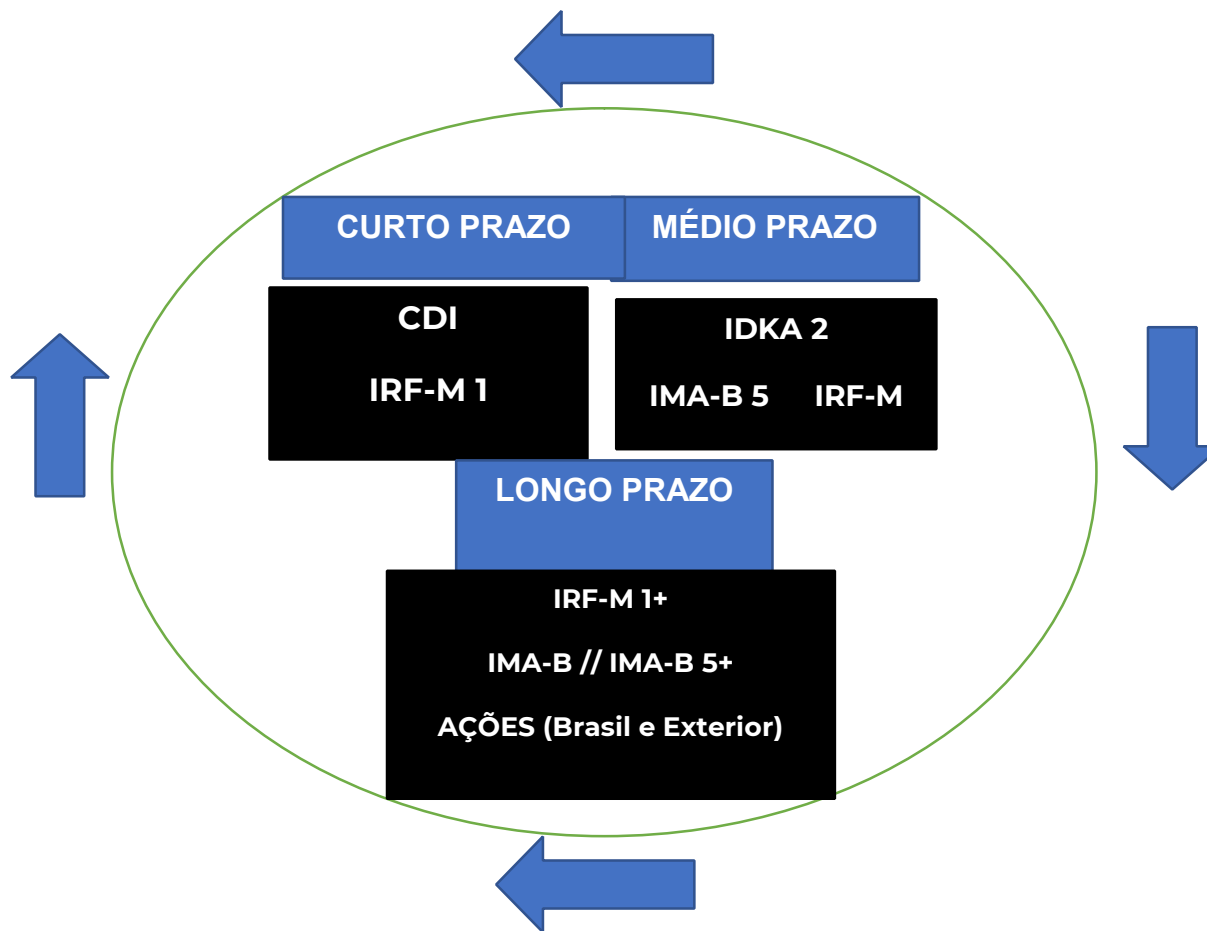 CURTO PRAZO
MÉDIO PRAZO
CDI
IRF-M 1
IDKA 2
IMA-B 5 IRF-M
LONGO PRAZO
IRF-M 1+
IMA-B // IMA-B 5+
AÇÕES (Brasil e Exterior)